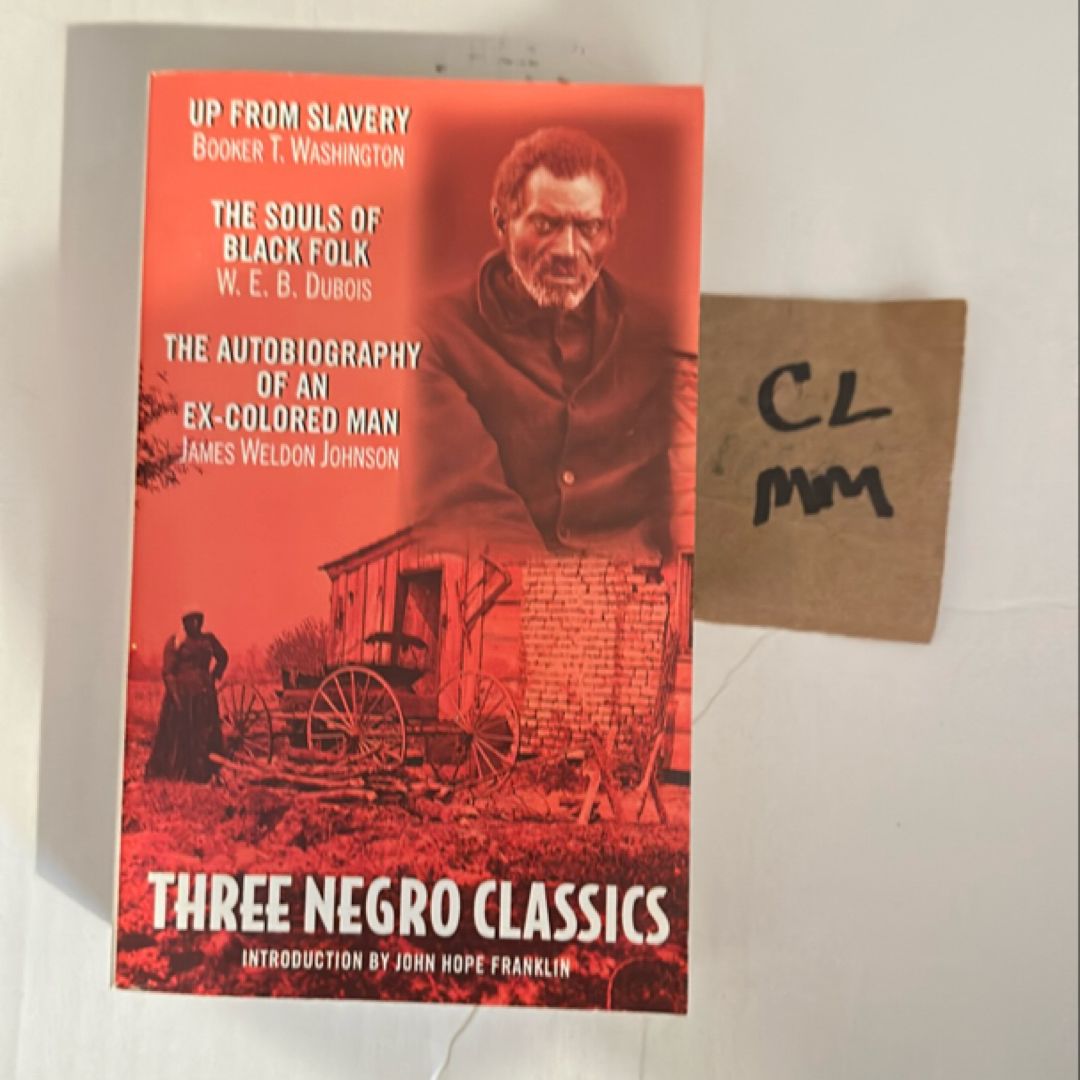 UP FROM SLAVERY
BOOKER T. WASHINGTON
THE SOULS OF
BLACK FOLK
W. E. B. DUBOIS
THE AUTOBIOGRAPHY
OF AN
EX-COLORED MAN
JAMES WELDON JOHNSON
THREE NEGRO CLASSICS
INTRODUCTION BY JOHN HOPE FRANKLIN
CL
MM